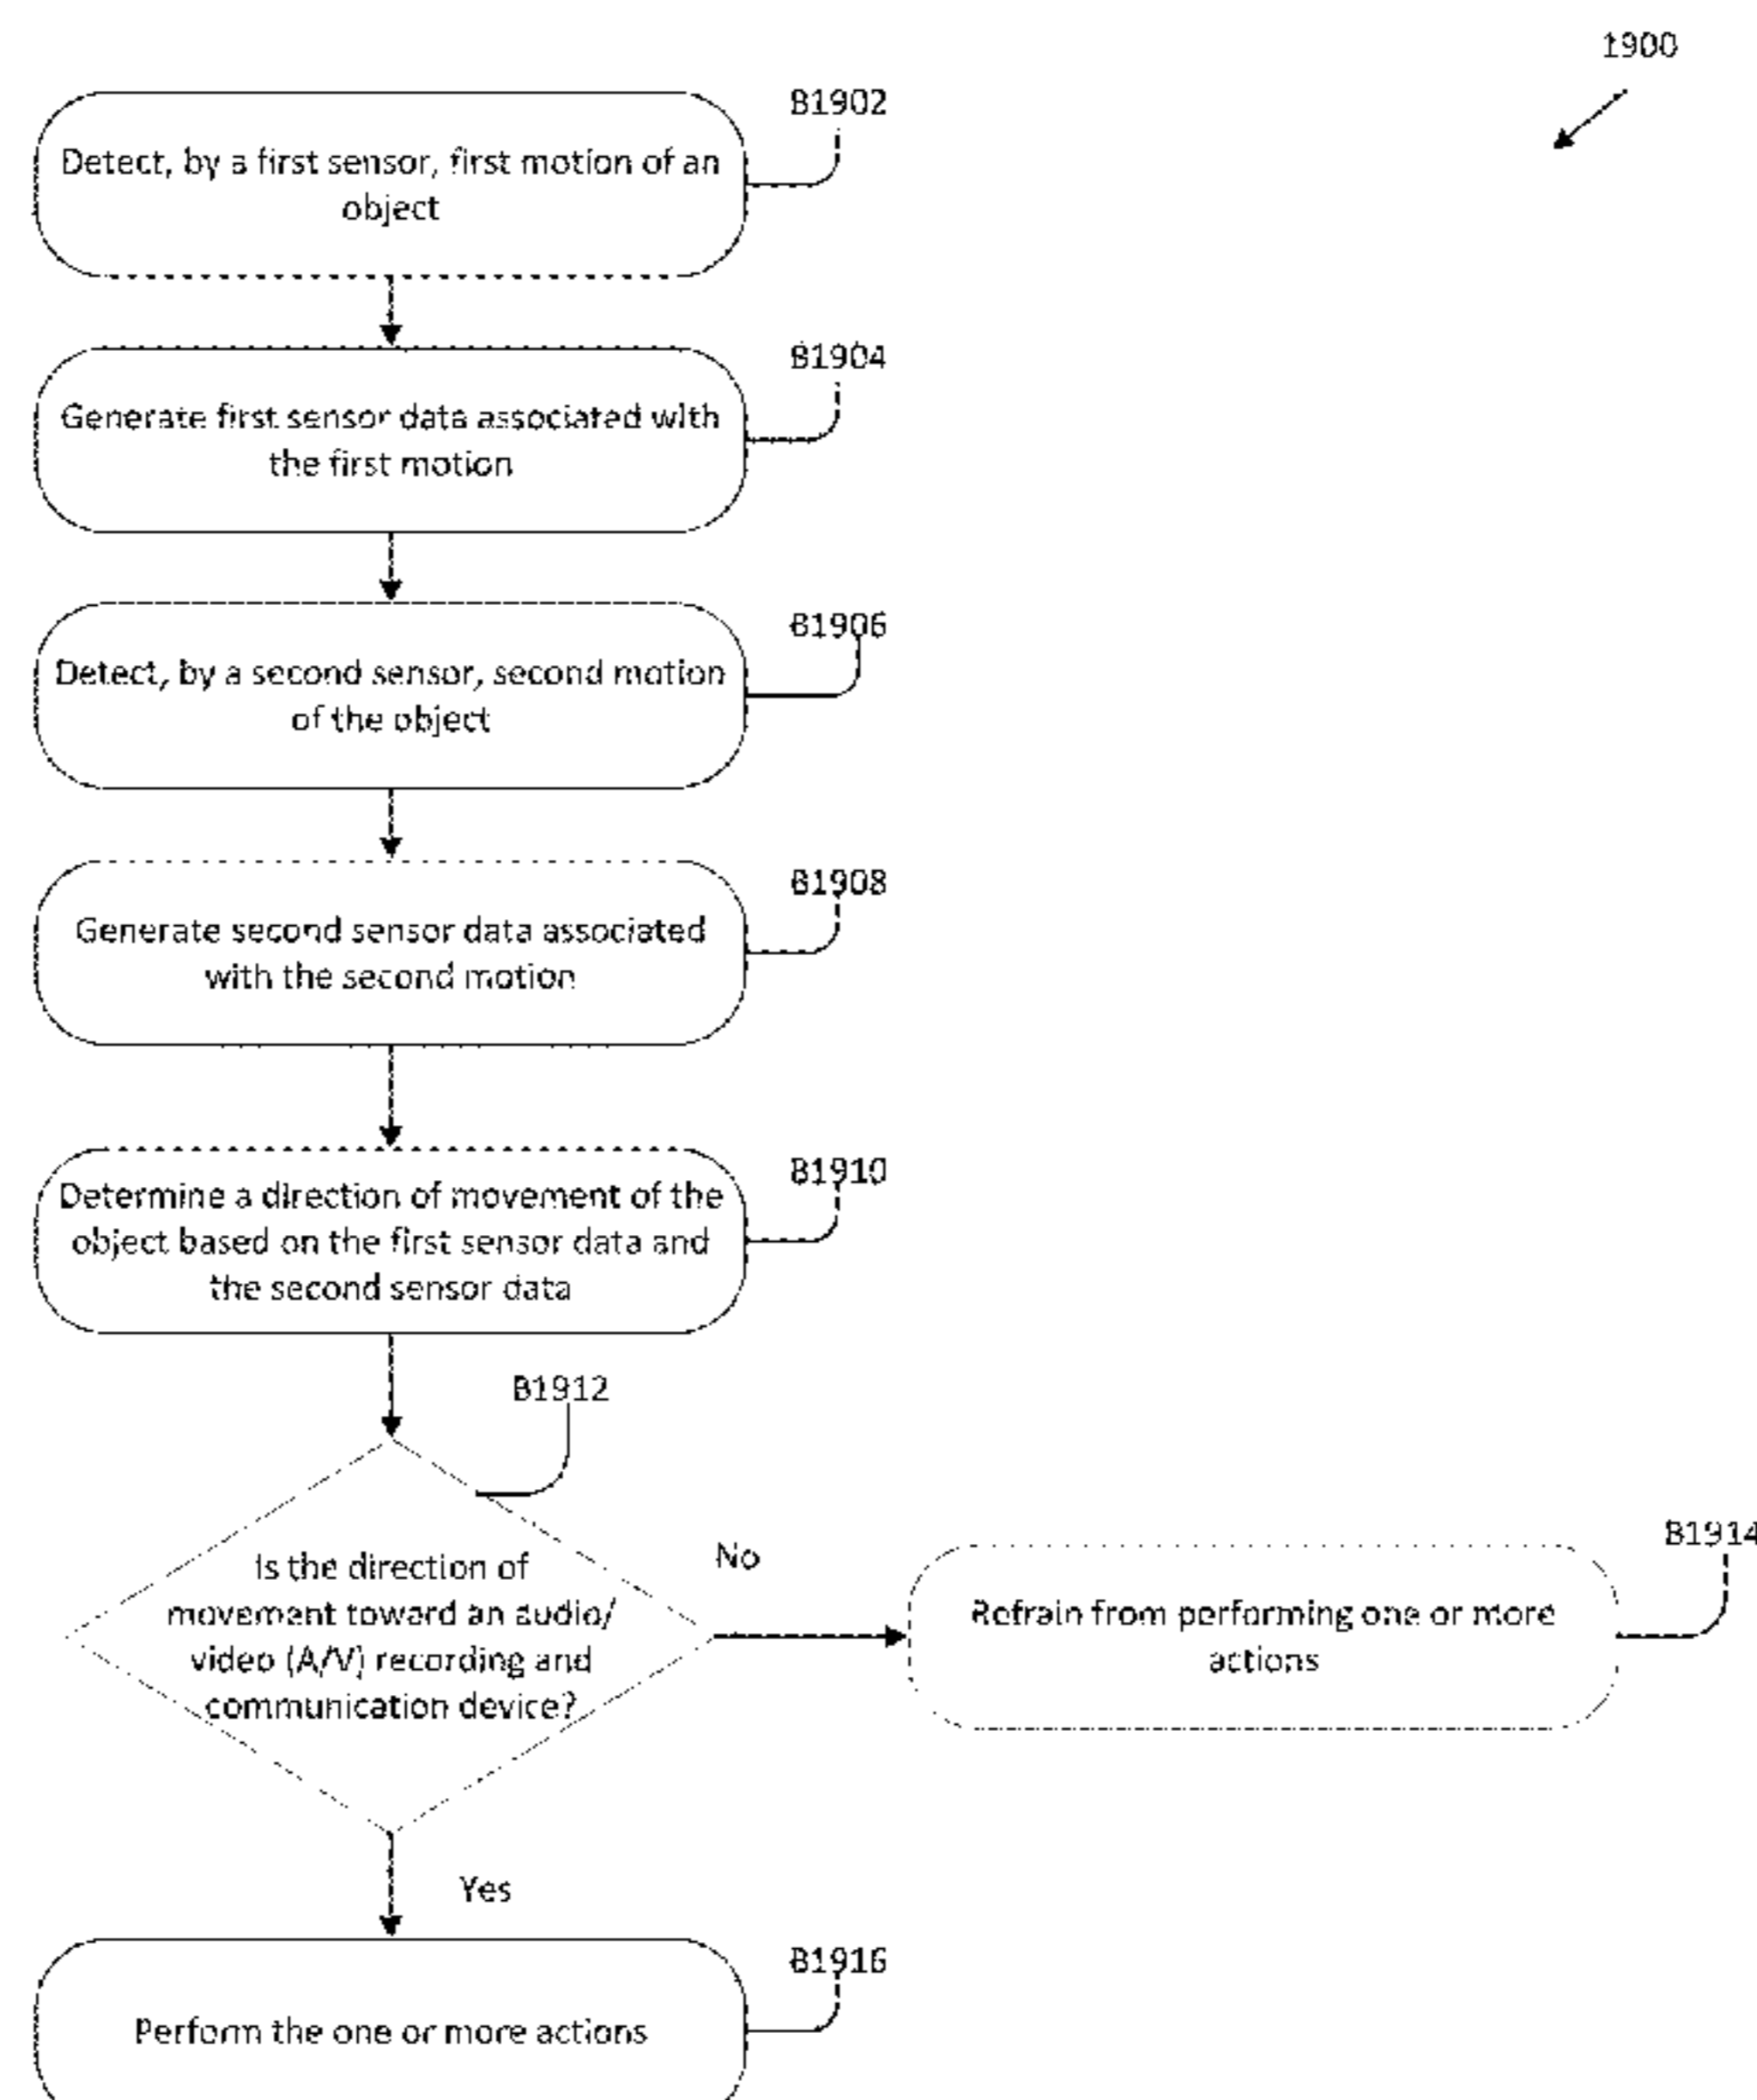 1900
B1902
Detect, by a first sensor, first motion of an
object
B1904
Generate first sensor data associated with
the first motion
B1906
Detect, by a second sensor, second motion
of the object
B1908
Generate second sensor data associated
with the second motion
B1910
Determine a direction of movement of the
object based on the first sensor data and
the second sensor data
B1912
Is the direction of
movement toward an audio/
video (A/V) recording and
communication device?
No
B1914
Refrain from performing one or more
actions
Yes
B1916
Perform the one or more actions